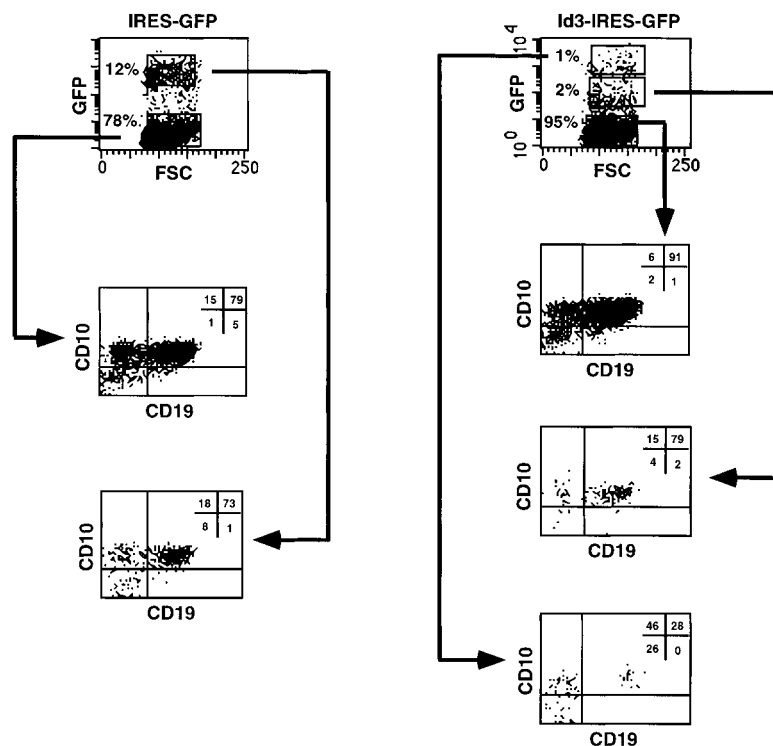 IRES-GFP
12%
78%.
GFP
0
FSC
250
CD10
15 79
1 5
CD19
CD10
18 73
8 1
CD19
Id3-IRES-GFP
10^4
1%
2%
95%
GFP
10^0
0
FSC
250
CD10
6 91
2 1
CD19
CD10
15 79
4 2
CD19
CD10
46 28
26 0
CD19